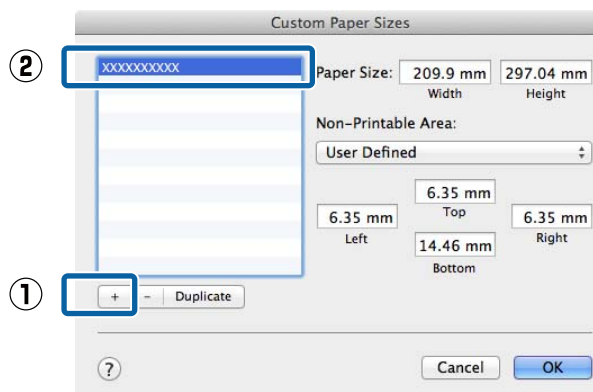 Custom Paper Sizes
② XXXXXXXXXX
Paper Size: 209.9 mm 297.04 mm
Width Height
Non-Printable Area:
User Defined
6.35 mm
Top
6.35 mm 6.35 mm
Left Right
14.46 mm
Bottom
① + - Duplicate
? Cancel OK